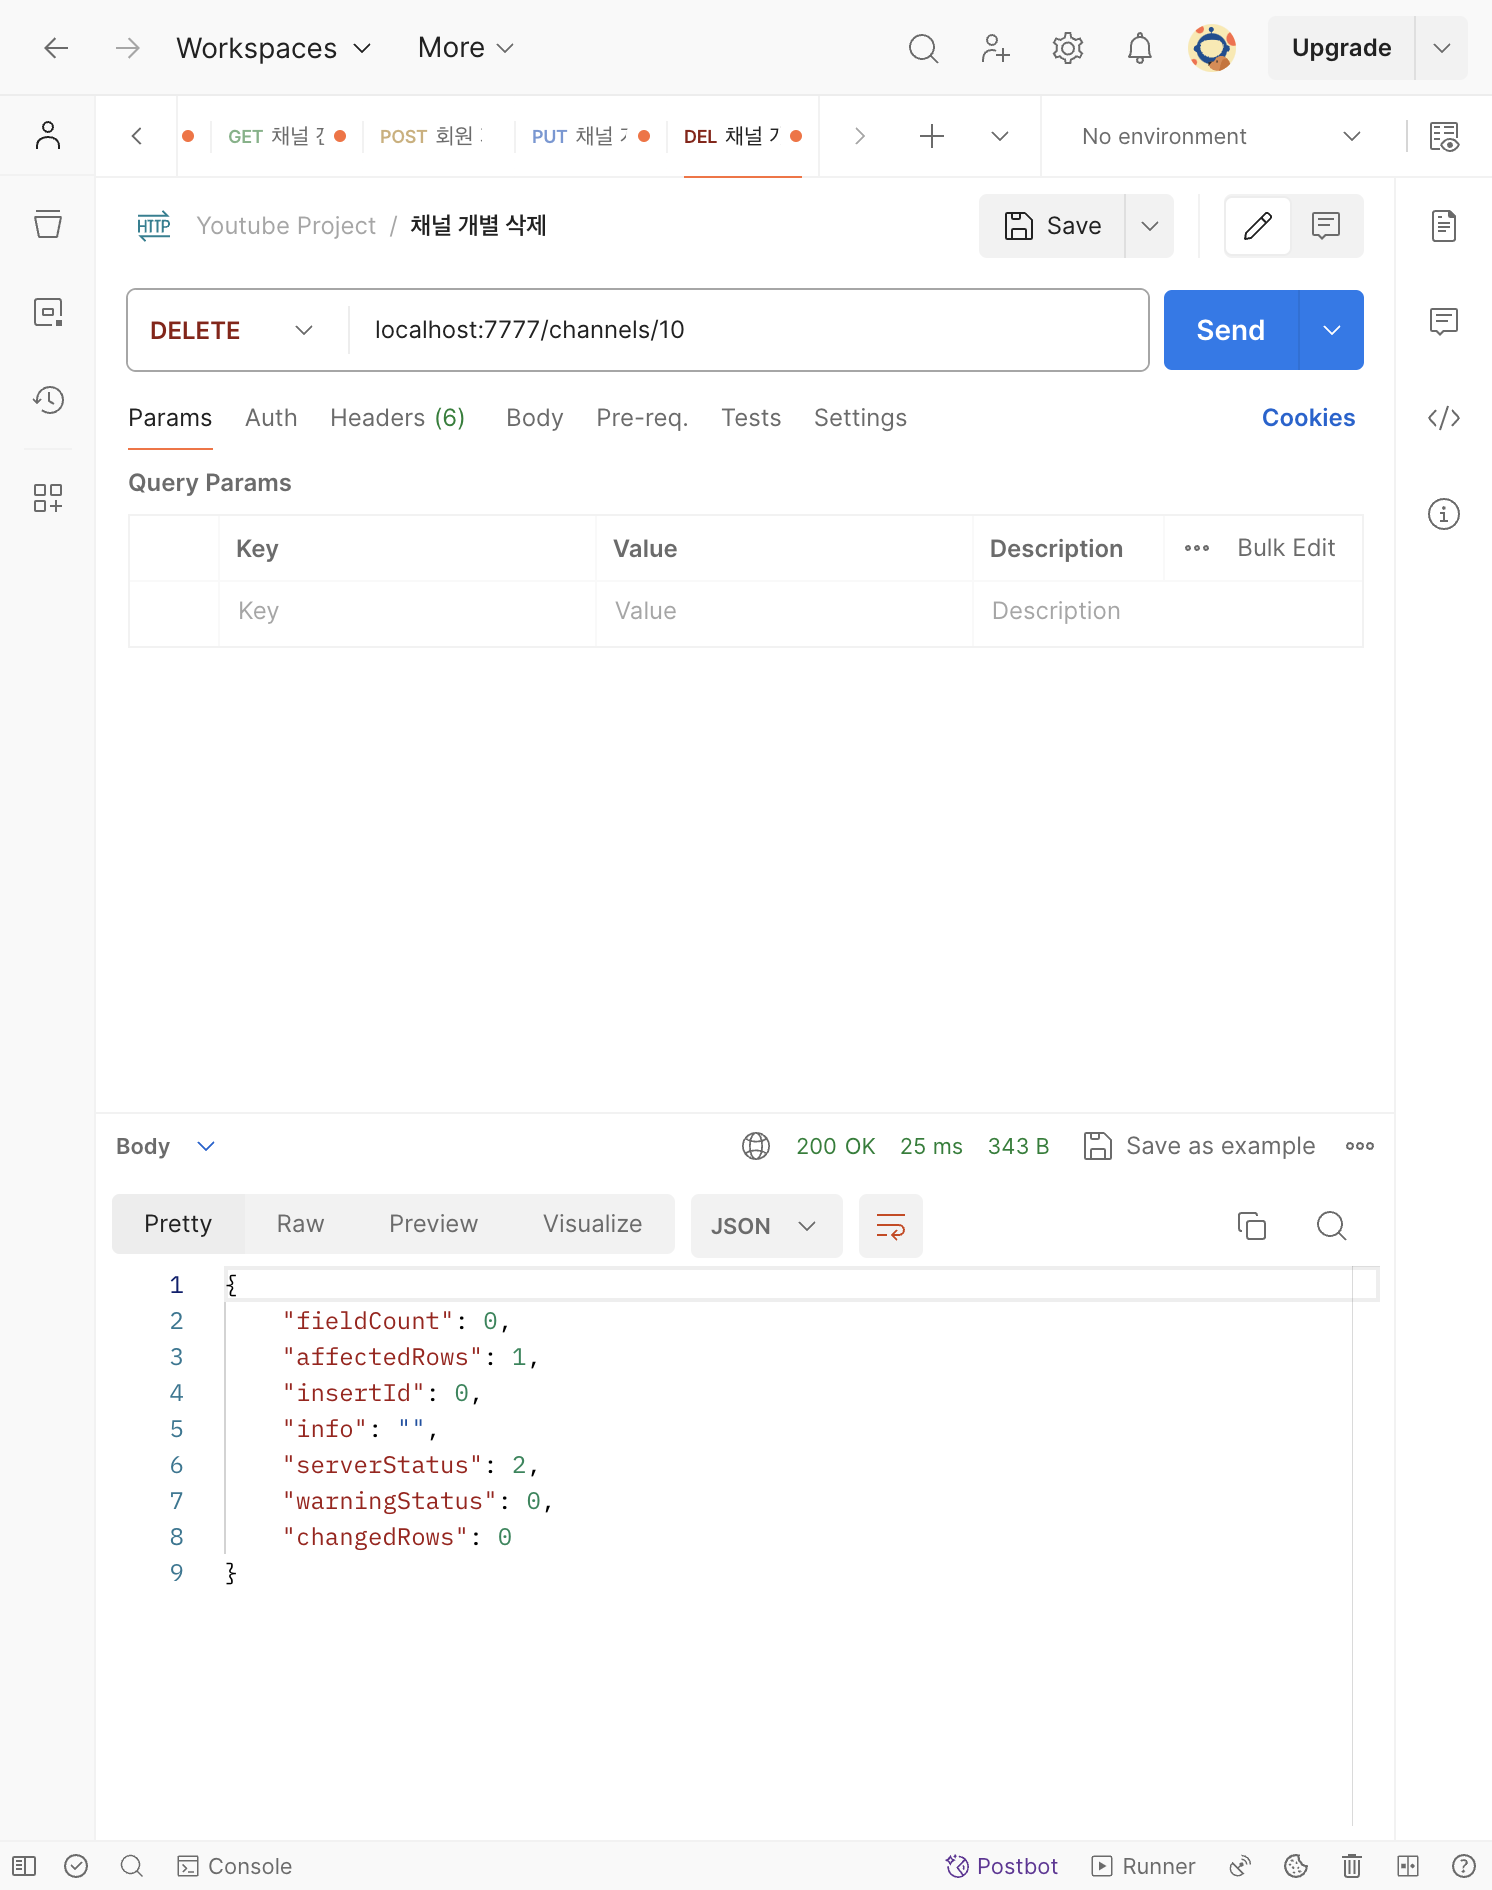 Workspaces More Upgrade
GET 채널 POST 회원 PUT 채널 DEL 채널 No environment
HTTP Youtube Project / 채널 개별 삭제 Save
DELETE localhost:7777/channels/10 Send
Params Auth Headers (6) Body Pre-req. Tests Settings Cookies
Query Params
Key Value Description Bulk Edit
Key Value Description
Body 200 OK 25 ms 343 B Save as example
Pretty Raw Preview Visualize JSON
1 {
2 "fieldCount": 0,
3 "affectedRows": 1,
4 "insertId": 0,
5 "info": "",
6 "serverStatus": 2,
7 "warningStatus": 0,
8 "changedRows": 0
9 }
Console Postbot Runner